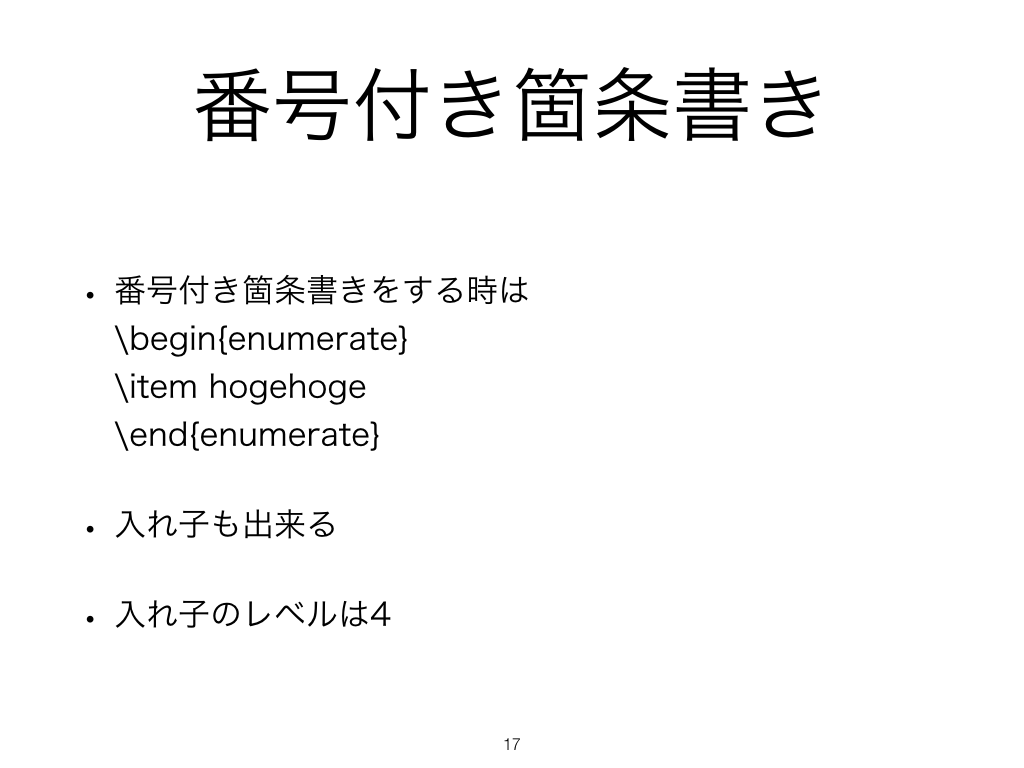 番号付き箇条書き
• 番号付き箇条書きをする時は
\begin{enumerate}
\item hogehoge
\end{enumerate}
• 入れ子も出来る
• 入れ子のレベルは4
17